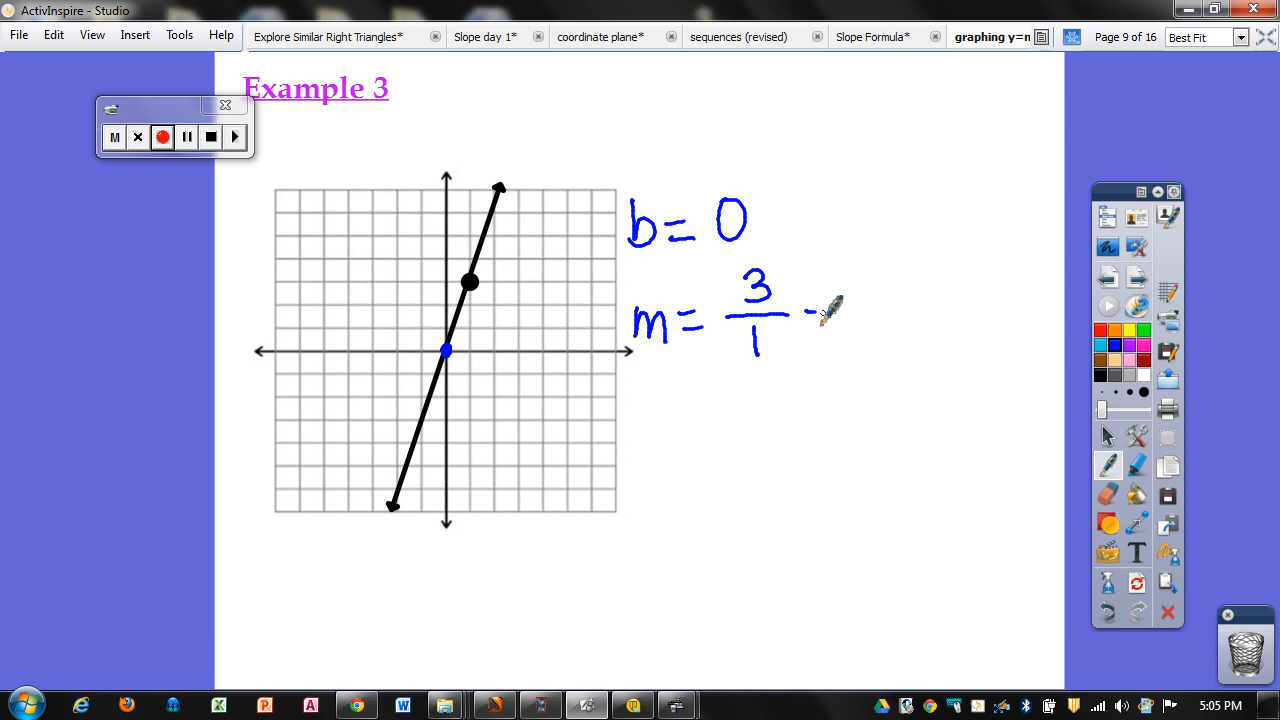 ActivInspire - Studio
File Edit View Insert Tools Help
Explore Similar Right Triangles* Slope day 1* coordinate plane* sequences (revised) Slope Formula* graphing y=n Page 9 of 16 Best Fit
Example 3
M
b = 0
m = 3/1 -
T
5:05 PM